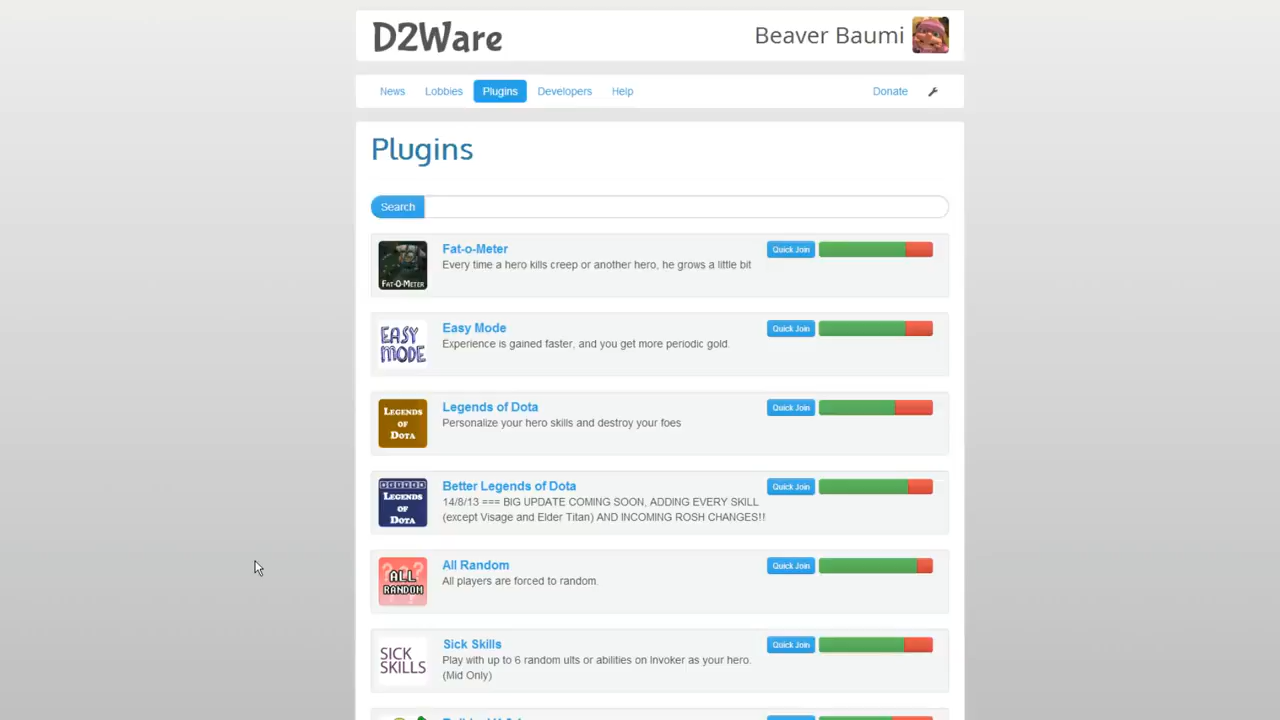 D2Ware
Beaver Baumi
News Lobbies Plugins Developers Help Donate
Plugins
Search
FAT-O-METER
Fat-o-Meter
Quick Join
Every time a hero kills creep or another hero, he grows a little bit
EASY
MODE
Easy Mode
Quick Join
Experience is gained faster, and you get more periodic gold.
LEGENDS
OF
DOTA
Legends of Dota
Quick Join
Personalize your hero skills and destroy your foes
LEGENDS
OF
DOTA
Better Legends of Dota
Quick Join
14/8/13 === BIG UPDATE COMING SOON, ADDING EVERY SKILL
(except Visage and Elder Titan) AND INCOMING ROSH CHANGES!!
ALL
RANDOM
All Random
Quick Join
All players are forced to random.
SICK
SKILLS
Sick Skills
Quick Join
Play with up to 6 random ults or abilities on Invoker as your hero.
(Mid Only)